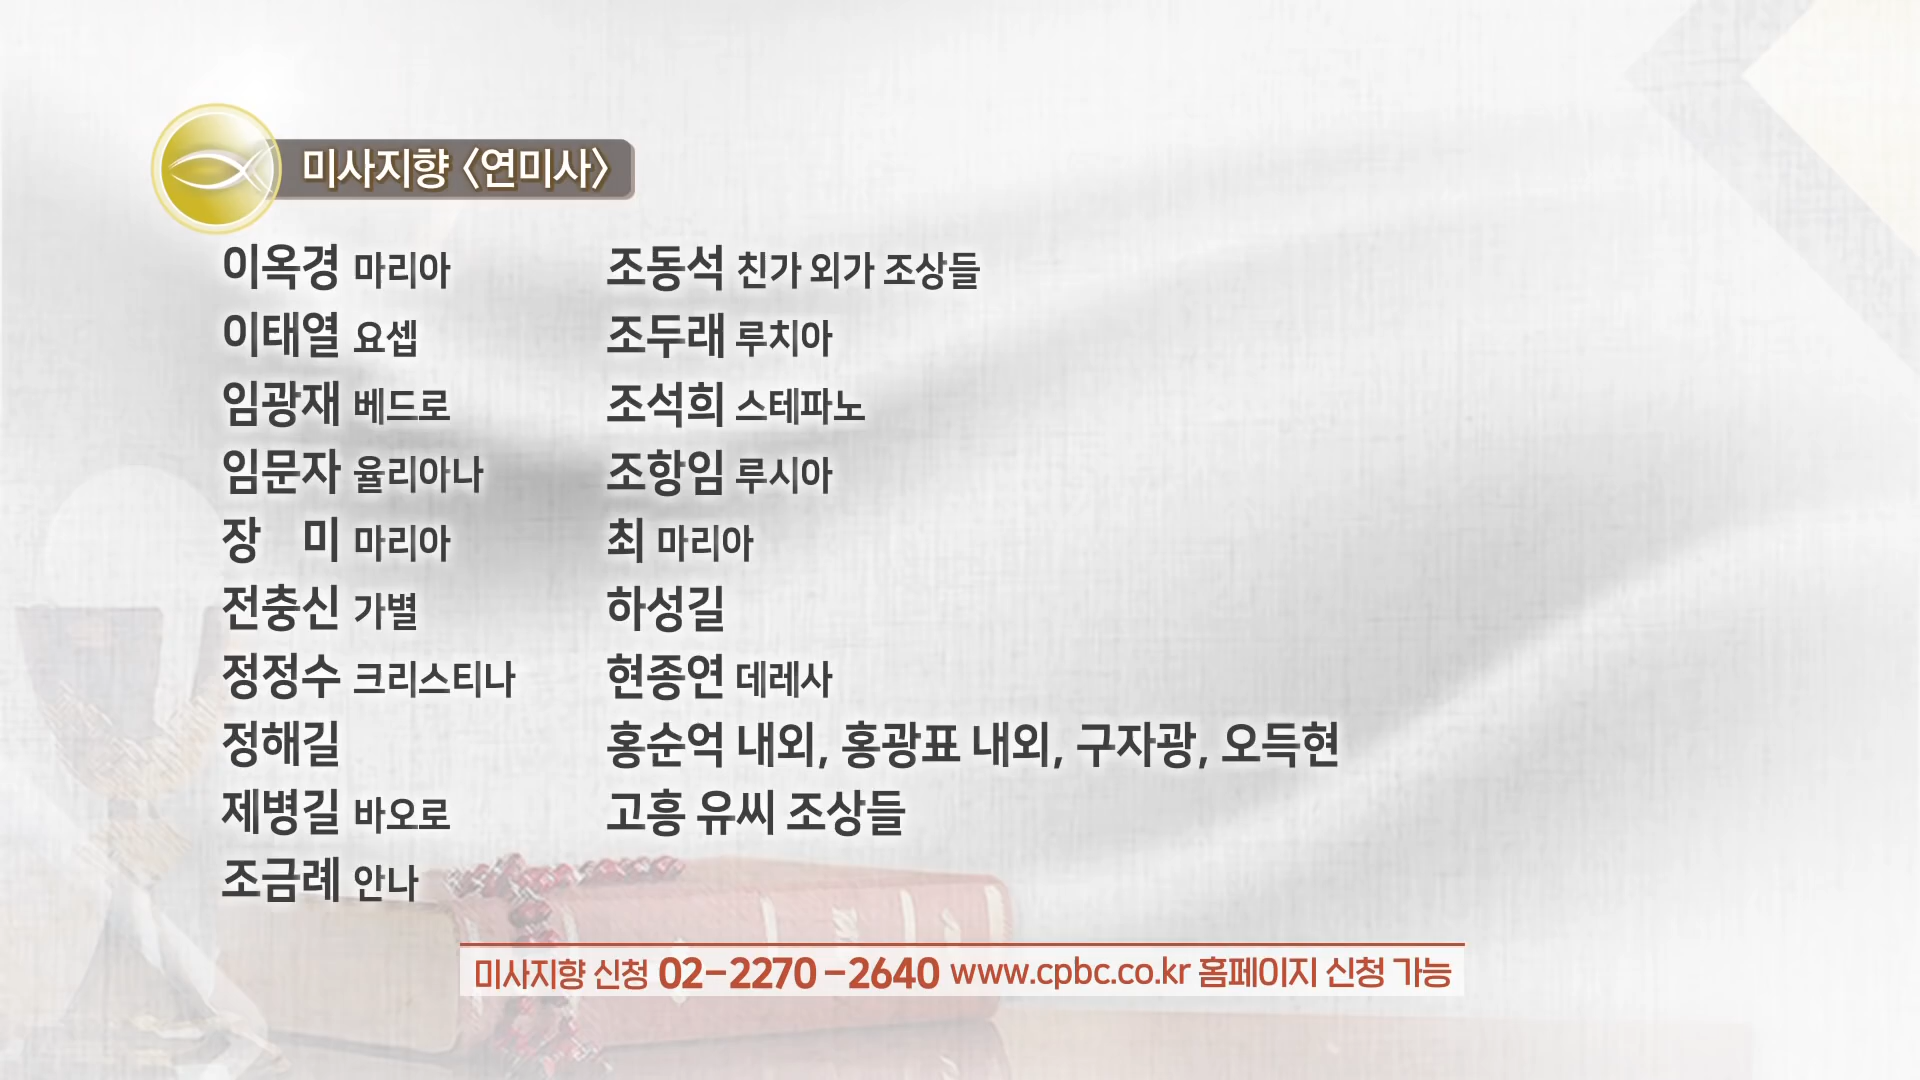 미사지향 〈연미사〉
이옥경 마리아
이태열 요셉
임광재 베드로
임문자 율리아나
장 미 마리아
전충신 가별
정정수 크리스티나
정해길
제병길 바오로
조금례 안나
조동석 친가 외가 조상들
조두래 루치아
조석희 스테파노
조항임 루시아
최 마리아
하성길
현종연 데레사
홍순억 내외, 홍광표 내외, 구자광, 오득현
고흥 유씨 조상들
미사지향 신청 02-2270-2640 www.cpbc.co.kr 홈페이지 신청 가능